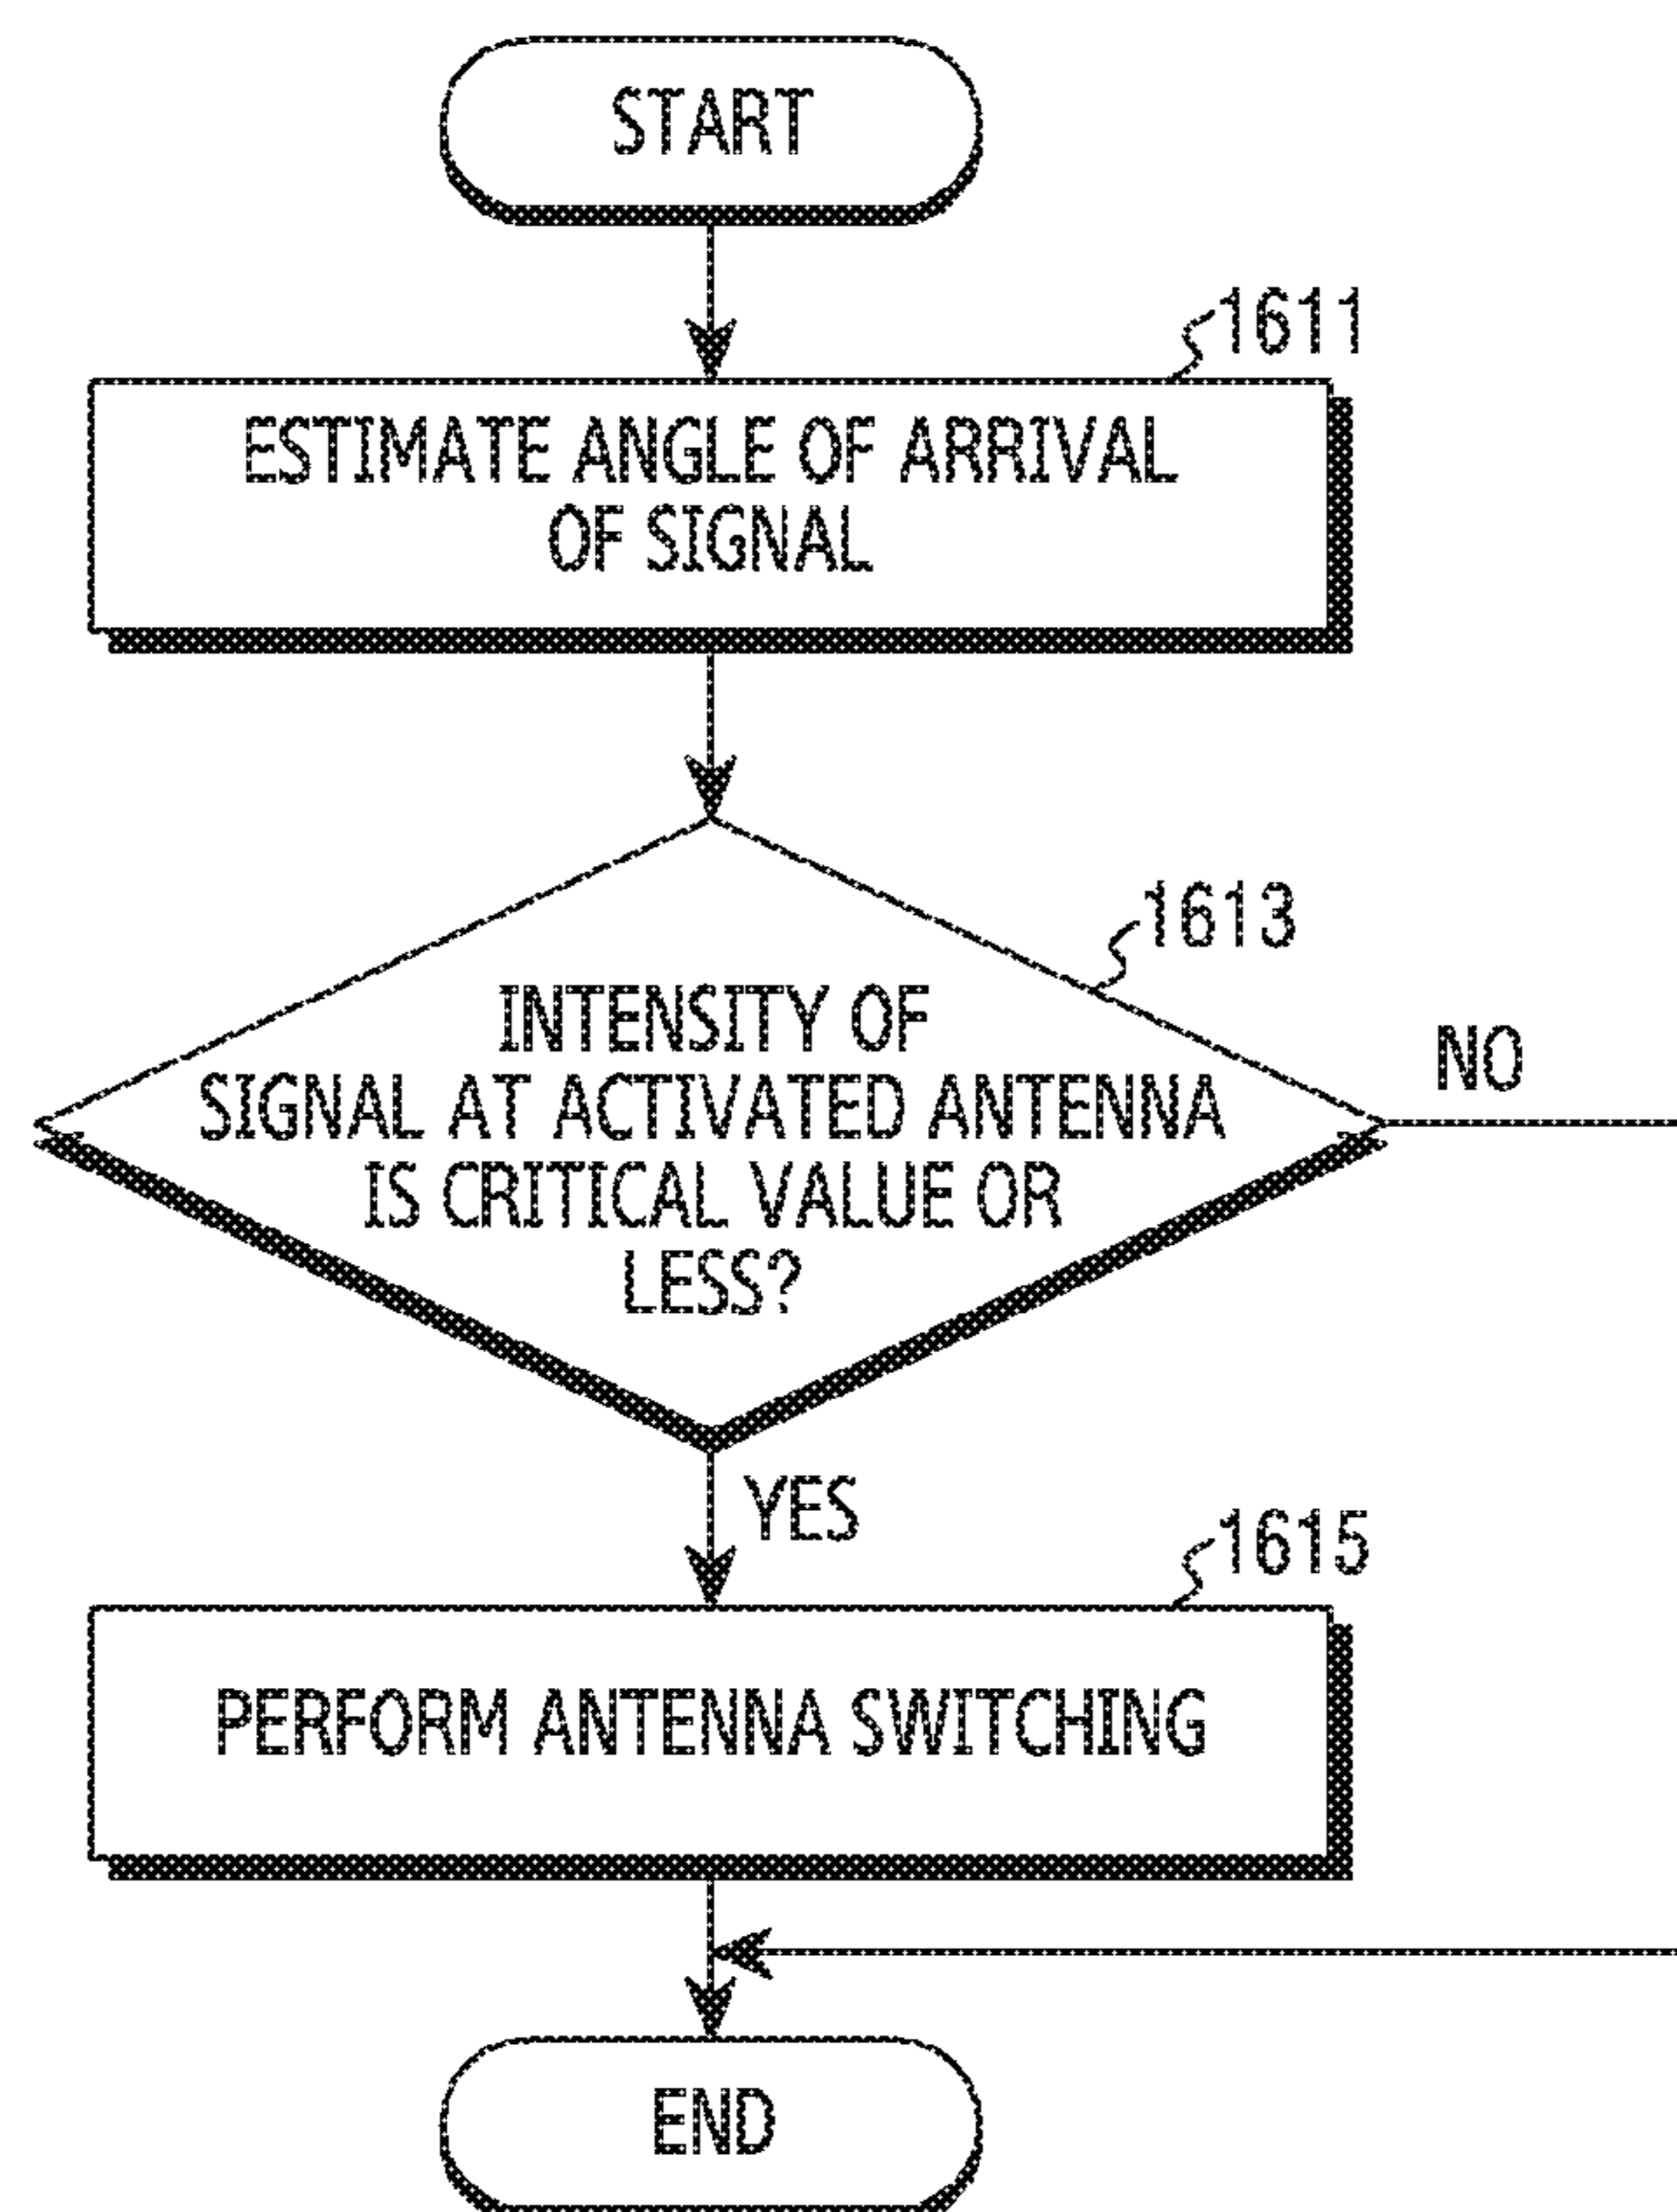 START
1611
ESTIMATE ANGLE OF ARRIVAL
OF SIGNAL
1613
INTENSITY OF
SIGNAL AT ACTIVATED ANTENNA
IS CRITICAL VALUE OR
LESS?
NO
YES
1615
PERFORM ANTENNA SWITCHING
END